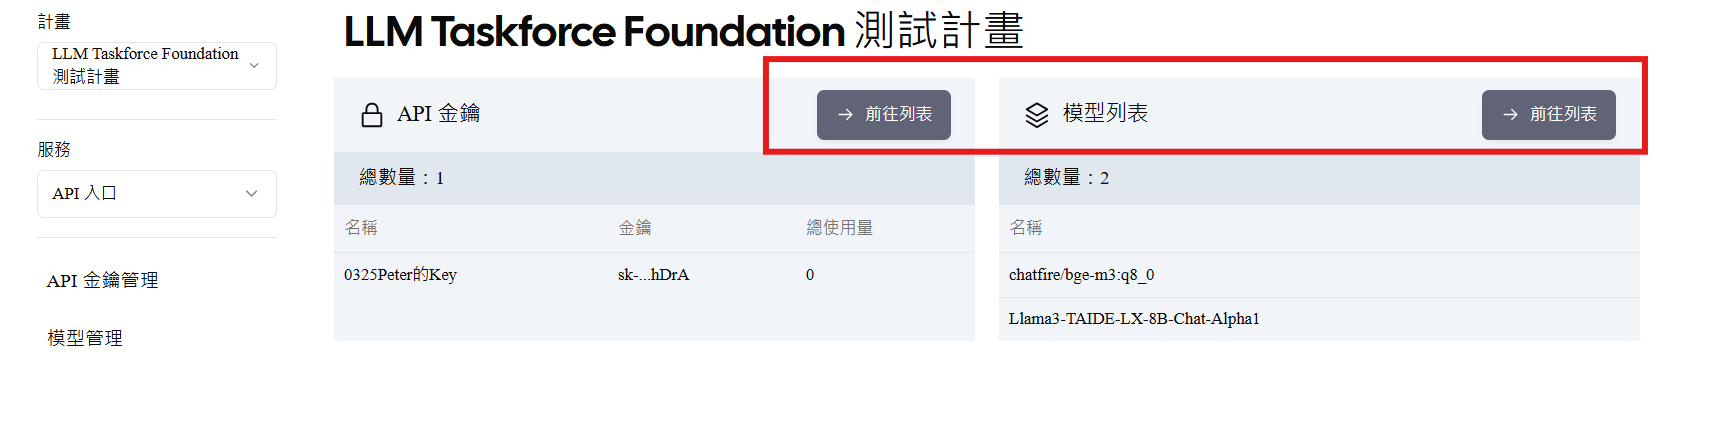 計畫
LLM Taskforce Foundation
測試計畫
服務
API 入口
API 金鑰管理
模型管理
LLM Taskforce Foundation 測試計畫
API 金鑰
前往列表
總數量：1
名稱 金鑰 總使用量
0325Peter的Key sk-...hDrA 0
模型列表
前往列表
總數量：2
名稱
chatfire/bge-m3:q8_0
Llama3-TAIDE-LX-8B-Chat-Alpha1